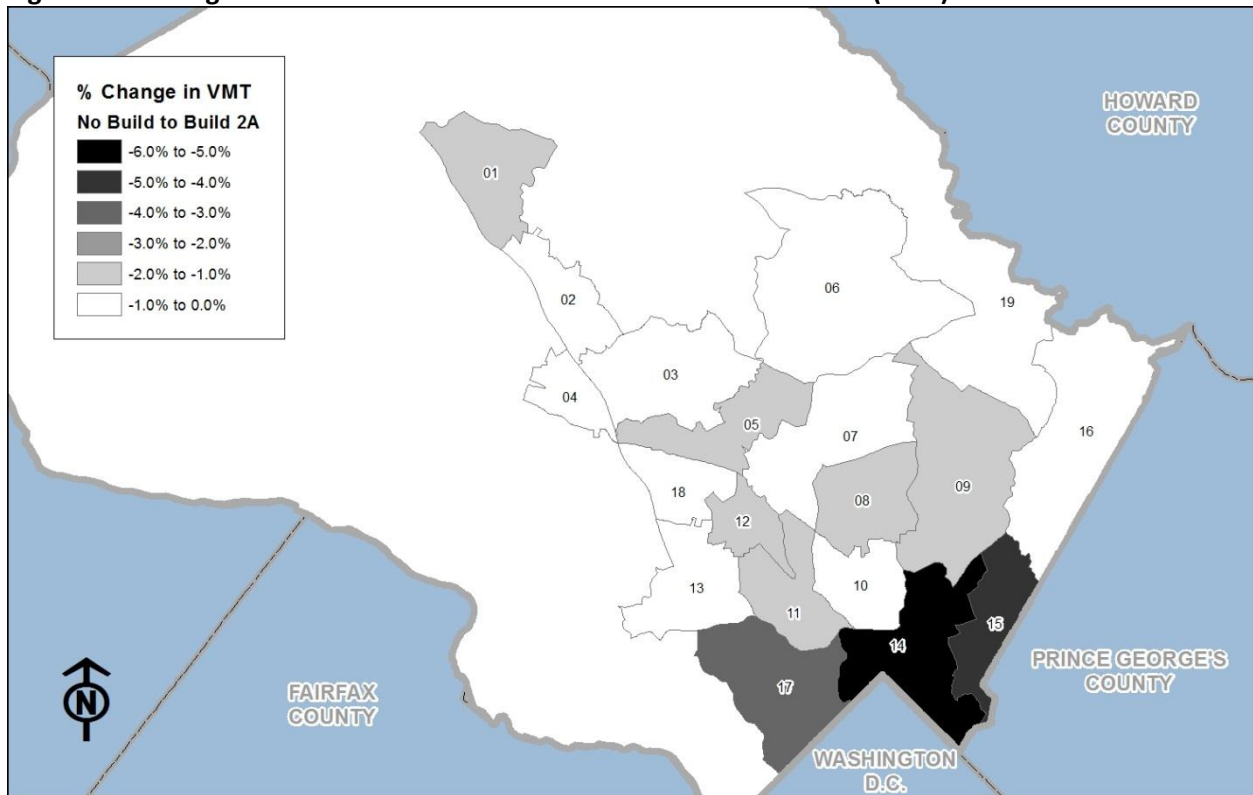 % Change in VMT
No Build to Build 2A
-6.0% to -5.0%
-5.0% to -4.0%
-4.0% to -3.0%
-3.0% to -2.0%
-2.0% to -1.0%
-1.0% to 0.0%
HOWARD
COUNTY
01
02
06
19
03
04
05
07
16
18
08
09
12
13
10
11
15
14
17
PRINCE GEORGE'S
COUNTY
FAIRFAX
COUNTY
N
WASHINGTON
D.C.